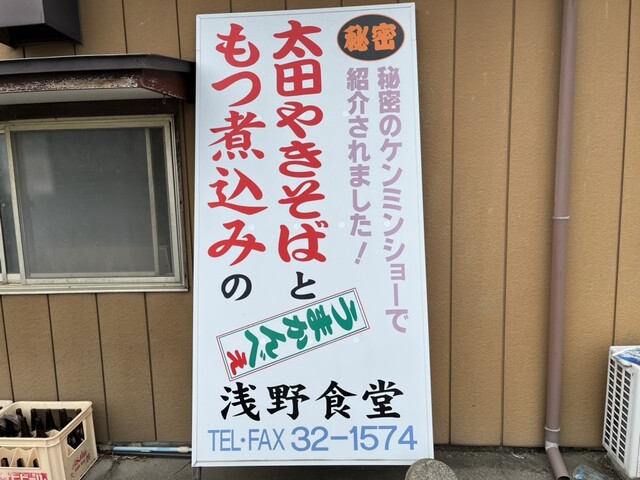 秘密
秘密のケンミンショーで
紹介されました!
太田やきそばと
もつ煮込みの
うまかんべぇ
浅野食堂
TEL・FAX 32-1574